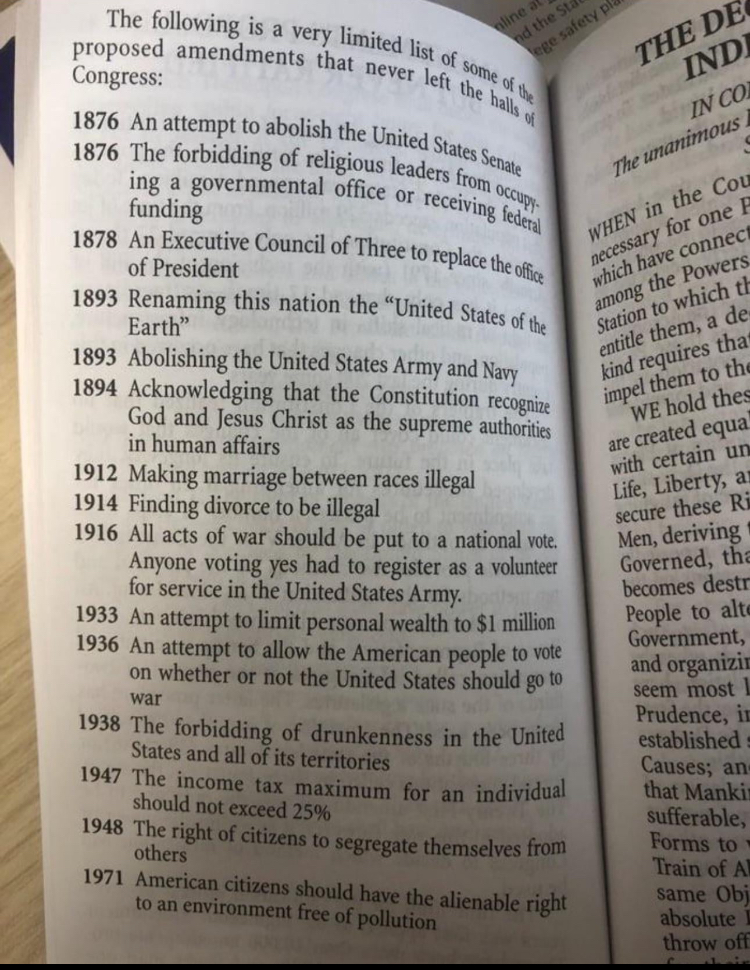 The following is a very limited list of some of the
proposed amendments that never left the halls of
Congress:
1876 An attempt to abolish the United States Senate
1876 The forbidding of religious leaders from occupy-
ing a governmental office or receiving federal
funding
1878 An Executive Council of Three to replace the office
of President
1893 Renaming this nation the “United States of the
Earth”
1893 Abolishing the United States Army and Navy
1894 Acknowledging that the Constitution recognize
God and Jesus Christ as the supreme authorities
in human affairs
1912 Making marriage between races illegal
1914 Finding divorce to be illegal
1916 All acts of war should be put to a national vote.
Anyone voting yes had to register as a volunteer
for service in the United States Army.
1933 An attempt to limit personal wealth to $1 million
1936 An attempt to allow the American people to vote
on whether or not the United States should go to
war
1938 The forbidding of drunkenness in the United
States and all of its territories
1947 The income tax maximum for an individual
should not exceed 25%
1948 The right of citizens to segregate themselves from
others
1971 American citizens should have the alienable right
to an environment free of pollution
THE DE
IND
IN CO
The unanimous
WHEN in the Cou
necessary for one P
which have connect
among the Powers
Station to which th
entitle them, a de
kind requires that
impel them to the
WE hold thes
are created equa
with certain un
Life, Liberty, a
secure these Ri
Men, deriving
Governed, tha
becomes destr
People to alte
Government,
and organizin
seem most l
Prudence, in
established
Causes; an
that Manki
sufferable,
Forms to
Train of A
same Obj
absolute
throw off